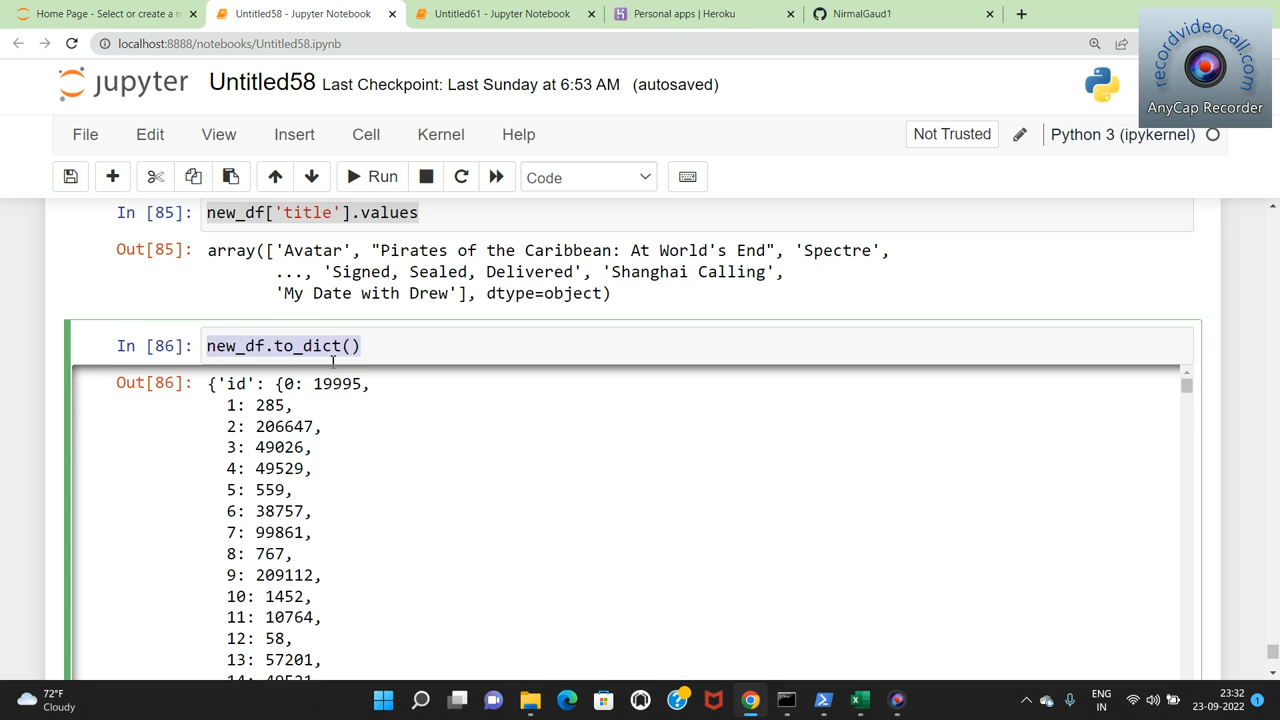 Home Page - Select or create a n
Untitled58 - Jupyter Notebook
Untitled61 - Jupyter Notebook
Personal apps | Heroku
NirmalGaud1
localhost:8888/notebooks/Untitled58.ipynb
recordvideocall.com
AnyCap Recorder
jupyter Untitled58 Last Checkpoint: Last Sunday at 6:53 AM (autosaved)
File Edit View Insert Cell Kernel Help
Not Trusted Python 3 (ipykernel)
Run Code
In [85]: new_df['title'].values
Out[85]: array(['Avatar', "Pirates of the Caribbean: At World's End", 'Spectre',
..., 'Signed, Sealed, Delivered', 'Shanghai Calling',
'My Date with Drew'], dtype=object)
In [86]: new_df.to_dict()
Out[86]: {'id': {0: 19995,
1: 285,
2: 206647,
3: 49026,
4: 49529,
5: 559,
6: 38757,
7: 99861,
8: 767,
9: 209112,
10: 1452,
11: 10764,
12: 58,
13: 57201,
72°F
Cloudy
ENG
IN
23:32
23-09-2022
1